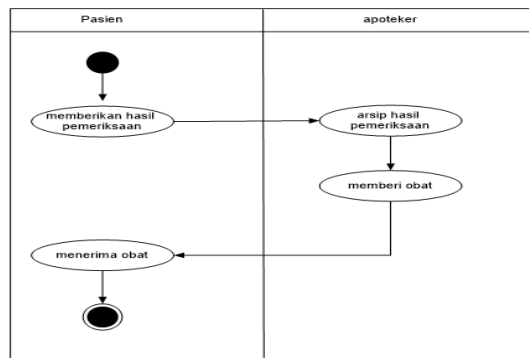 Pasien
apoteker
memberikan hasil
pemeriksaan
arsip hasil
pemeriksaan
memberi obat
menerima obat